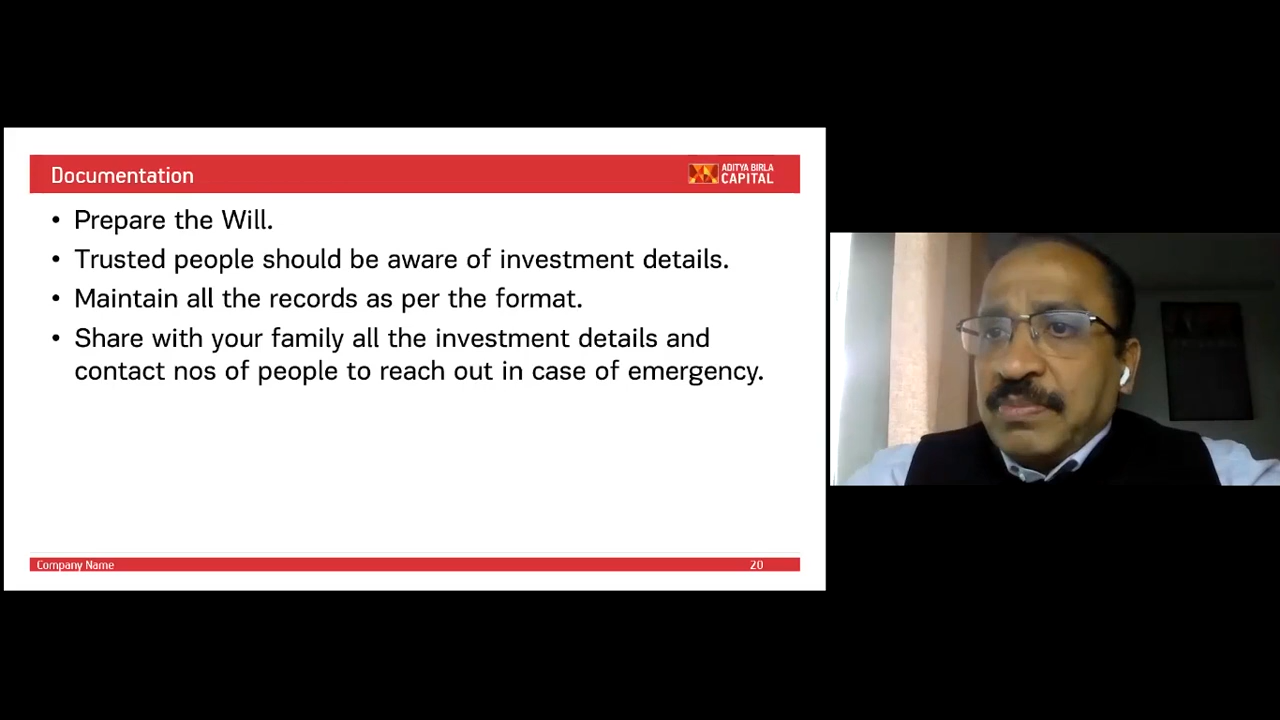 Documentation
ADITYA BIRLA
CAPITAL
• Prepare the Will.
• Trusted people should be aware of investment details.
• Maintain all the records as per the format.
• Share with your family all the investment details and
contact nos of people to reach out in case of emergency.
Company Name
20